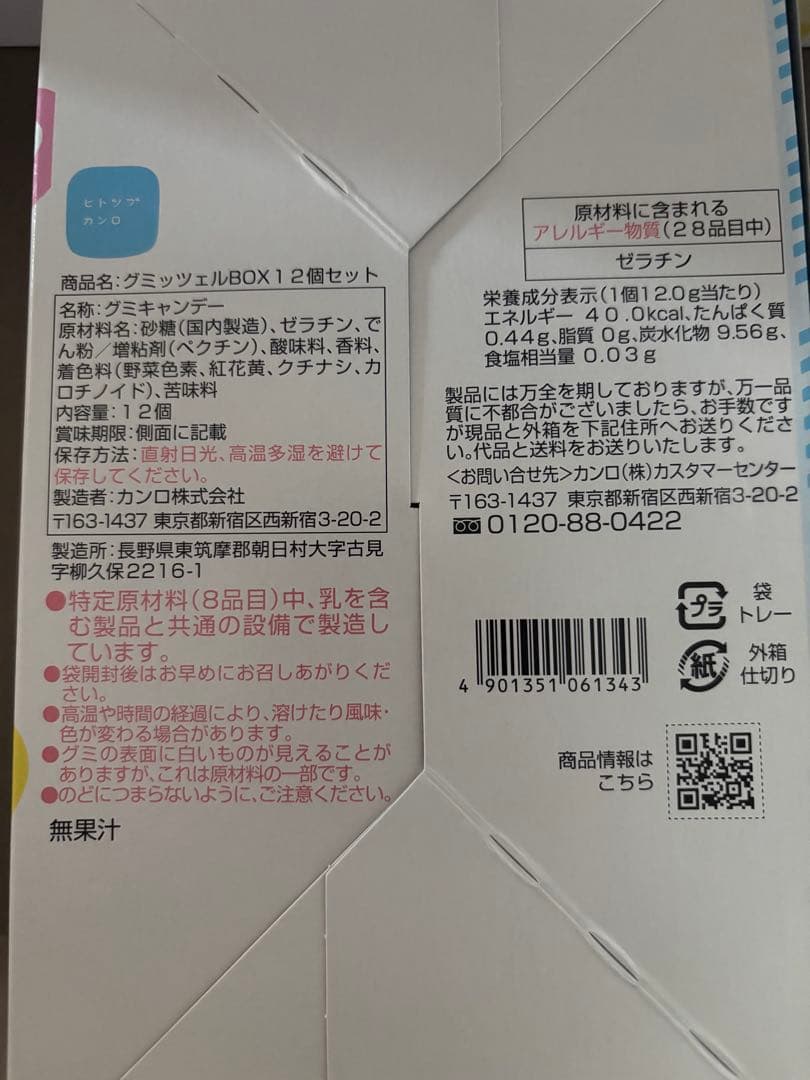 ヒトツブ
カンロ
商品名:グミッツェルBOX12個セット
名称:グミキャンデー
原材料名:砂糖(国内製造)、ゼラチン、で
ん粉/増粘剤(ペクチン)、酸味料、香料、
着色料(野菜色素、紅花黄、クチナシ、カ
ロチノイド)、苦味料
内容量:12個
賞味期限:側面に記載
保存方法:直射日光、高温多湿を避けて
保存してください。
製造者:カンロ株式会社
〒163-1437 東京都新宿区西新宿3-20-2
製造所:長野県東筑摩郡朝日村大字古見
字柳久保2216-1
●特定原材料(8品目)中、乳を含
む製品と共通の設備で製造し
ています。
●袋開封後はお早めにお召しあがりくだ
さい。
●高温や時間の経過により、溶けたり風味・
色が変わる場合があります。
●グミの表面に白いものが見えることが
ありますが、これは原材料の一部です。
●のどにつまらないように、ご注意ください。
無果汁
原材料に含まれる
アレルギー物質(28品目中)
ゼラチン
栄養成分表示(1個12.0g当たり)
エネルギー 40.0kcal、たんぱく質
0.44g、脂質 0g、炭水化物 9.56g、
食塩相当量 0.03g
製品には万全を期しておりますが、万一品
質に不都合がございましたら、お手数です
が現品と外箱を下記住所へお送りくださ
い。代品と送料をお送りいたします。
<お問い合せ先>カンロ(株)カスタマーセンター
〒163-1437 東京都新宿区西新宿3-20-2
0120-88-0422
プラ
袋
トレー
紙
外箱
仕切り
4 901351 061343
商品情報は
こちら